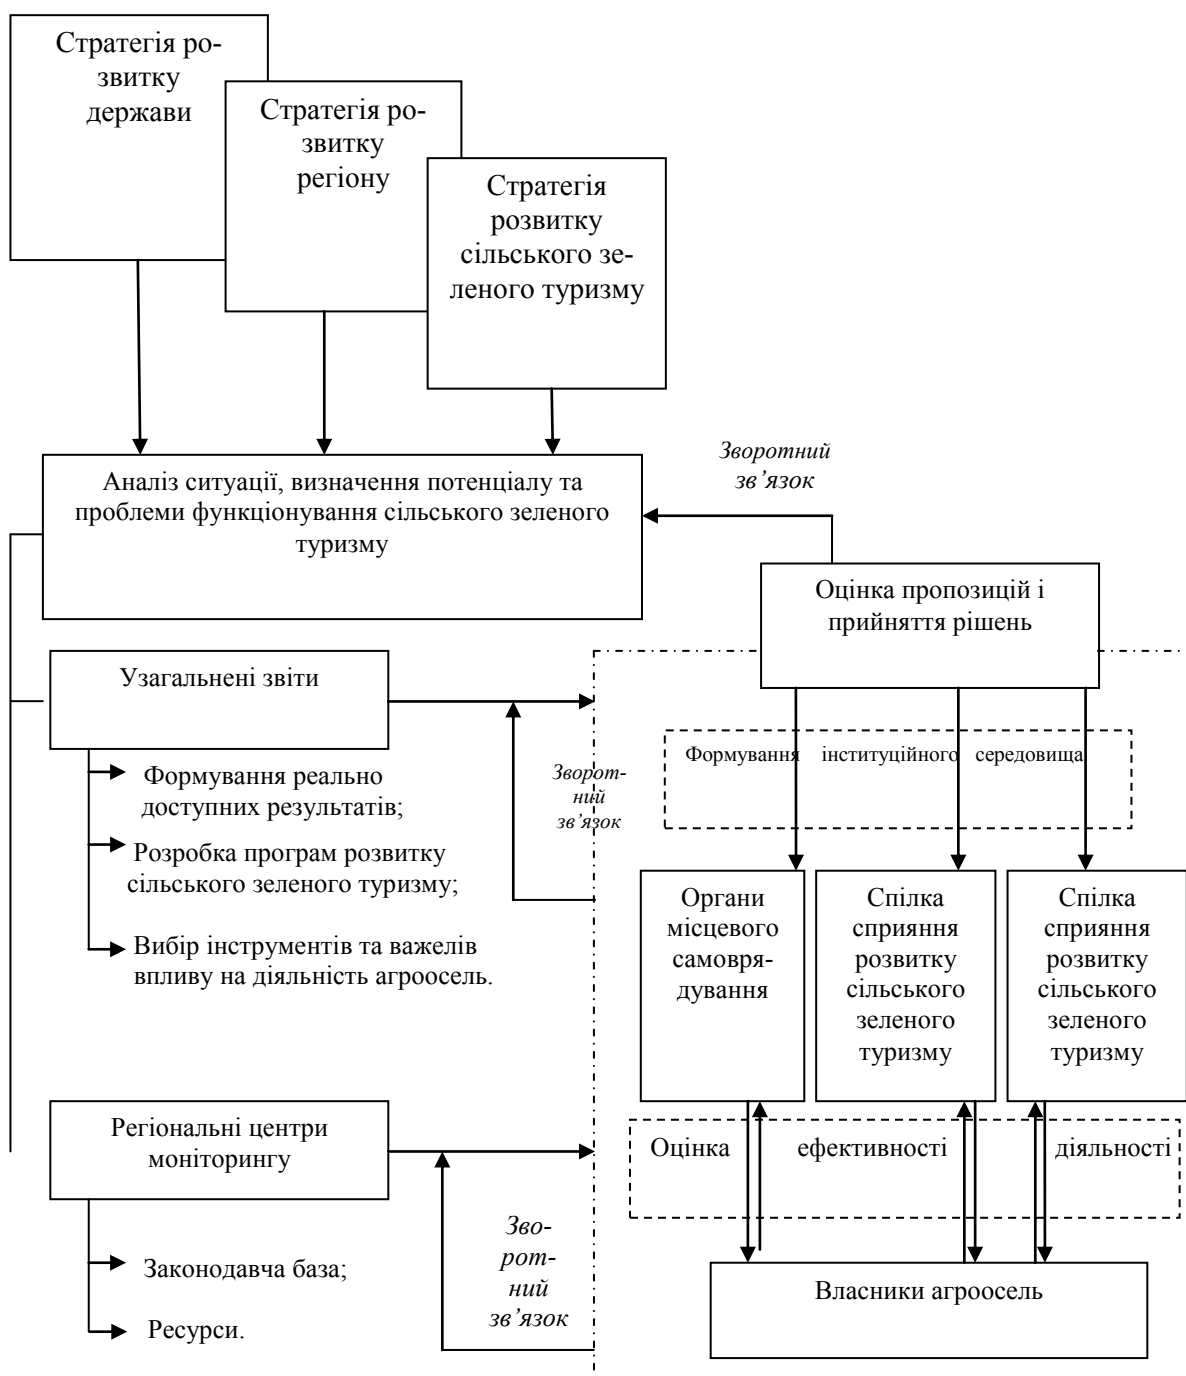 Стратегія ро-
звитку
держави
Стратегія ро-
звитку
регіону
Стратегія
розвитку
сільського зе-
леного туризму
Зворотний
зв’язок
Аналіз ситуації, визначення потенціалу та
проблеми функціонування сільського зеленого
туризму
Оцінка пропозицій і
прийняття рішень
Узагальнені звіти
Формування реально
доступних результатів;
Розробка програм розвитку
сільського зеленого туризму;
Вибір інструментів та важелів
впливу на діяльність агроосель.
Зворот-
ний
зв’язок
Формування інституційного середовища
Органи
місцевого
самовря-
дування
Спілка
сприяння
розвитку
сільського
зеленого
туризму
Спілка
сприяння
розвитку
сільського
зеленого
туризму
Регіональні центри
моніторингу
Оцінка ефективності діяльності
Законодавча база;
Ресурси.
Зво-
рот-
ний
зв’язок
Власники агроосель